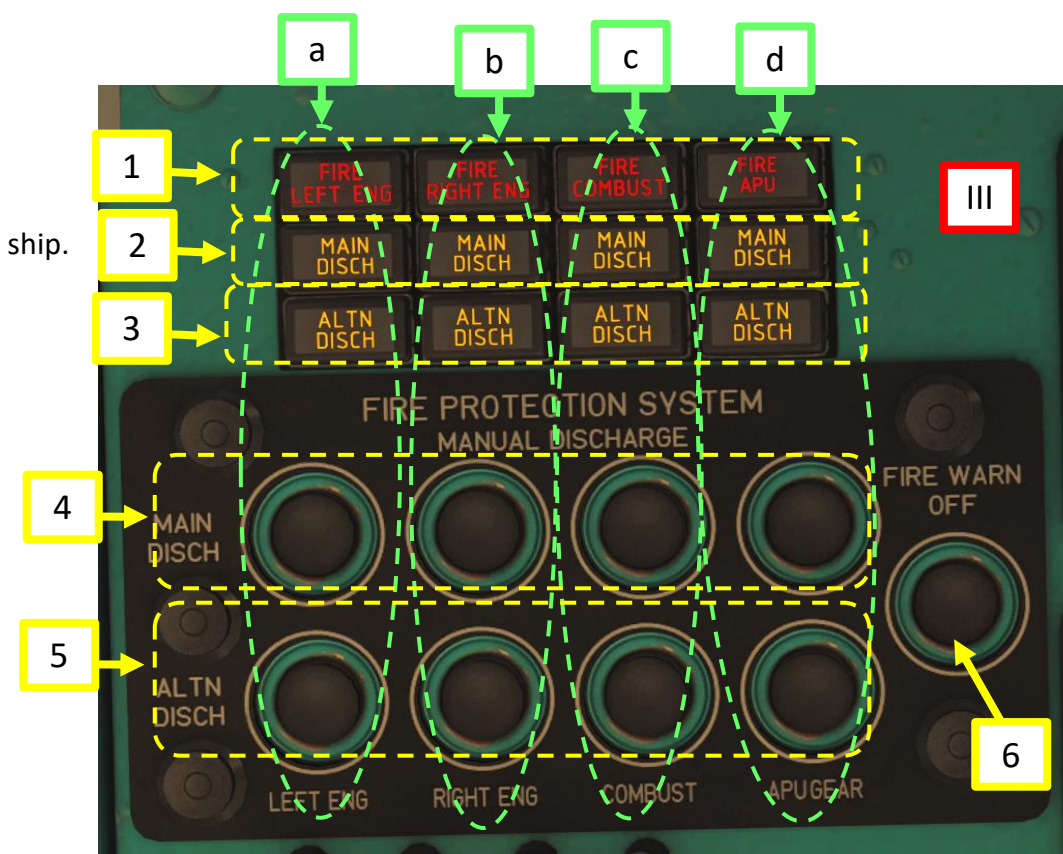 a b c d
1
FIRE LEFT ENG
FIRE RIGHT ENG
FIRE COMBUST
FIRE APU
III
ship.
2
MAIN DISCH
MAIN DISCH
MAIN DISCH
MAIN DISCH
3
ALTN DISCH
ALTN DISCH
ALTN DISCH
ALTN DISCH
FIRE PROTECTION SYSTEM
MANUAL DISCHARGE
FIRE WARN
OFF
4
MAIN
DISCH
5
ALTN
DISCH
6
LEFT ENG RIGHT ENG COMBUST APU GEAR